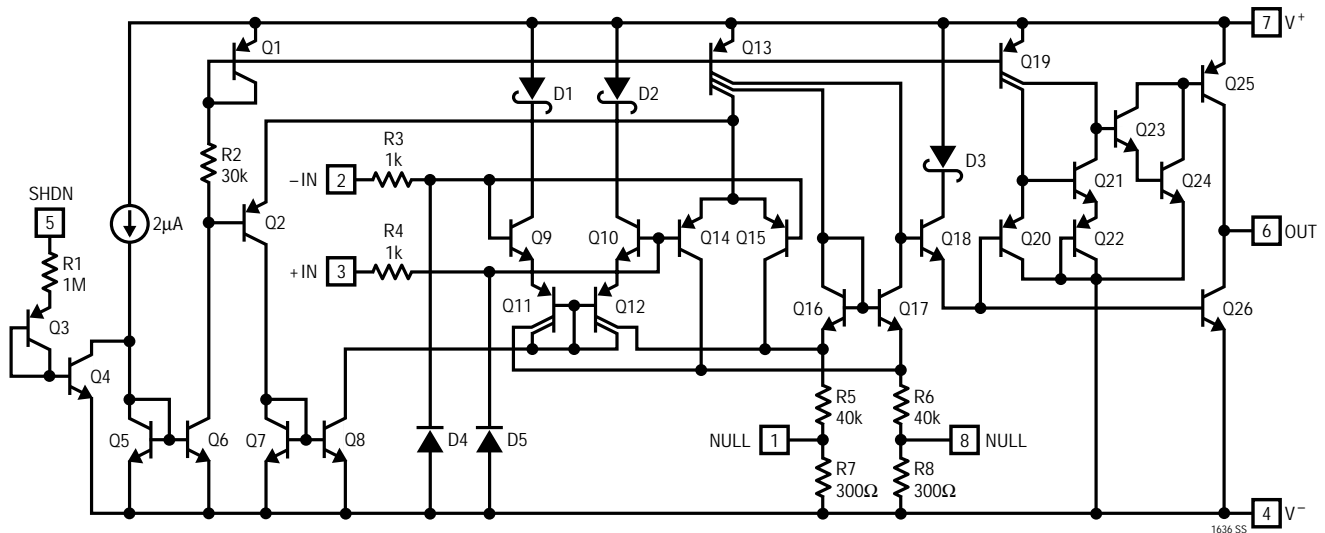 7 V+
Q1
Q13
Q19
Q25
D1
D2
Q23
R3
1k
R2
30k
D3
–IN 2
Q21
Q24
SHDN
5
2µA
Q2
R4
1k
Q9
Q10
Q14
Q15
Q18
Q20
Q22
6 OUT
+IN 3
R1
1M
Q11
Q12
Q16
Q17
Q26
Q3
Q4
R5
40k
R6
40k
Q5
Q6
Q7
Q8
D4
D5
NULL 1
8 NULL
R7
300Ω
R8
300Ω
4 V–
1636 SS